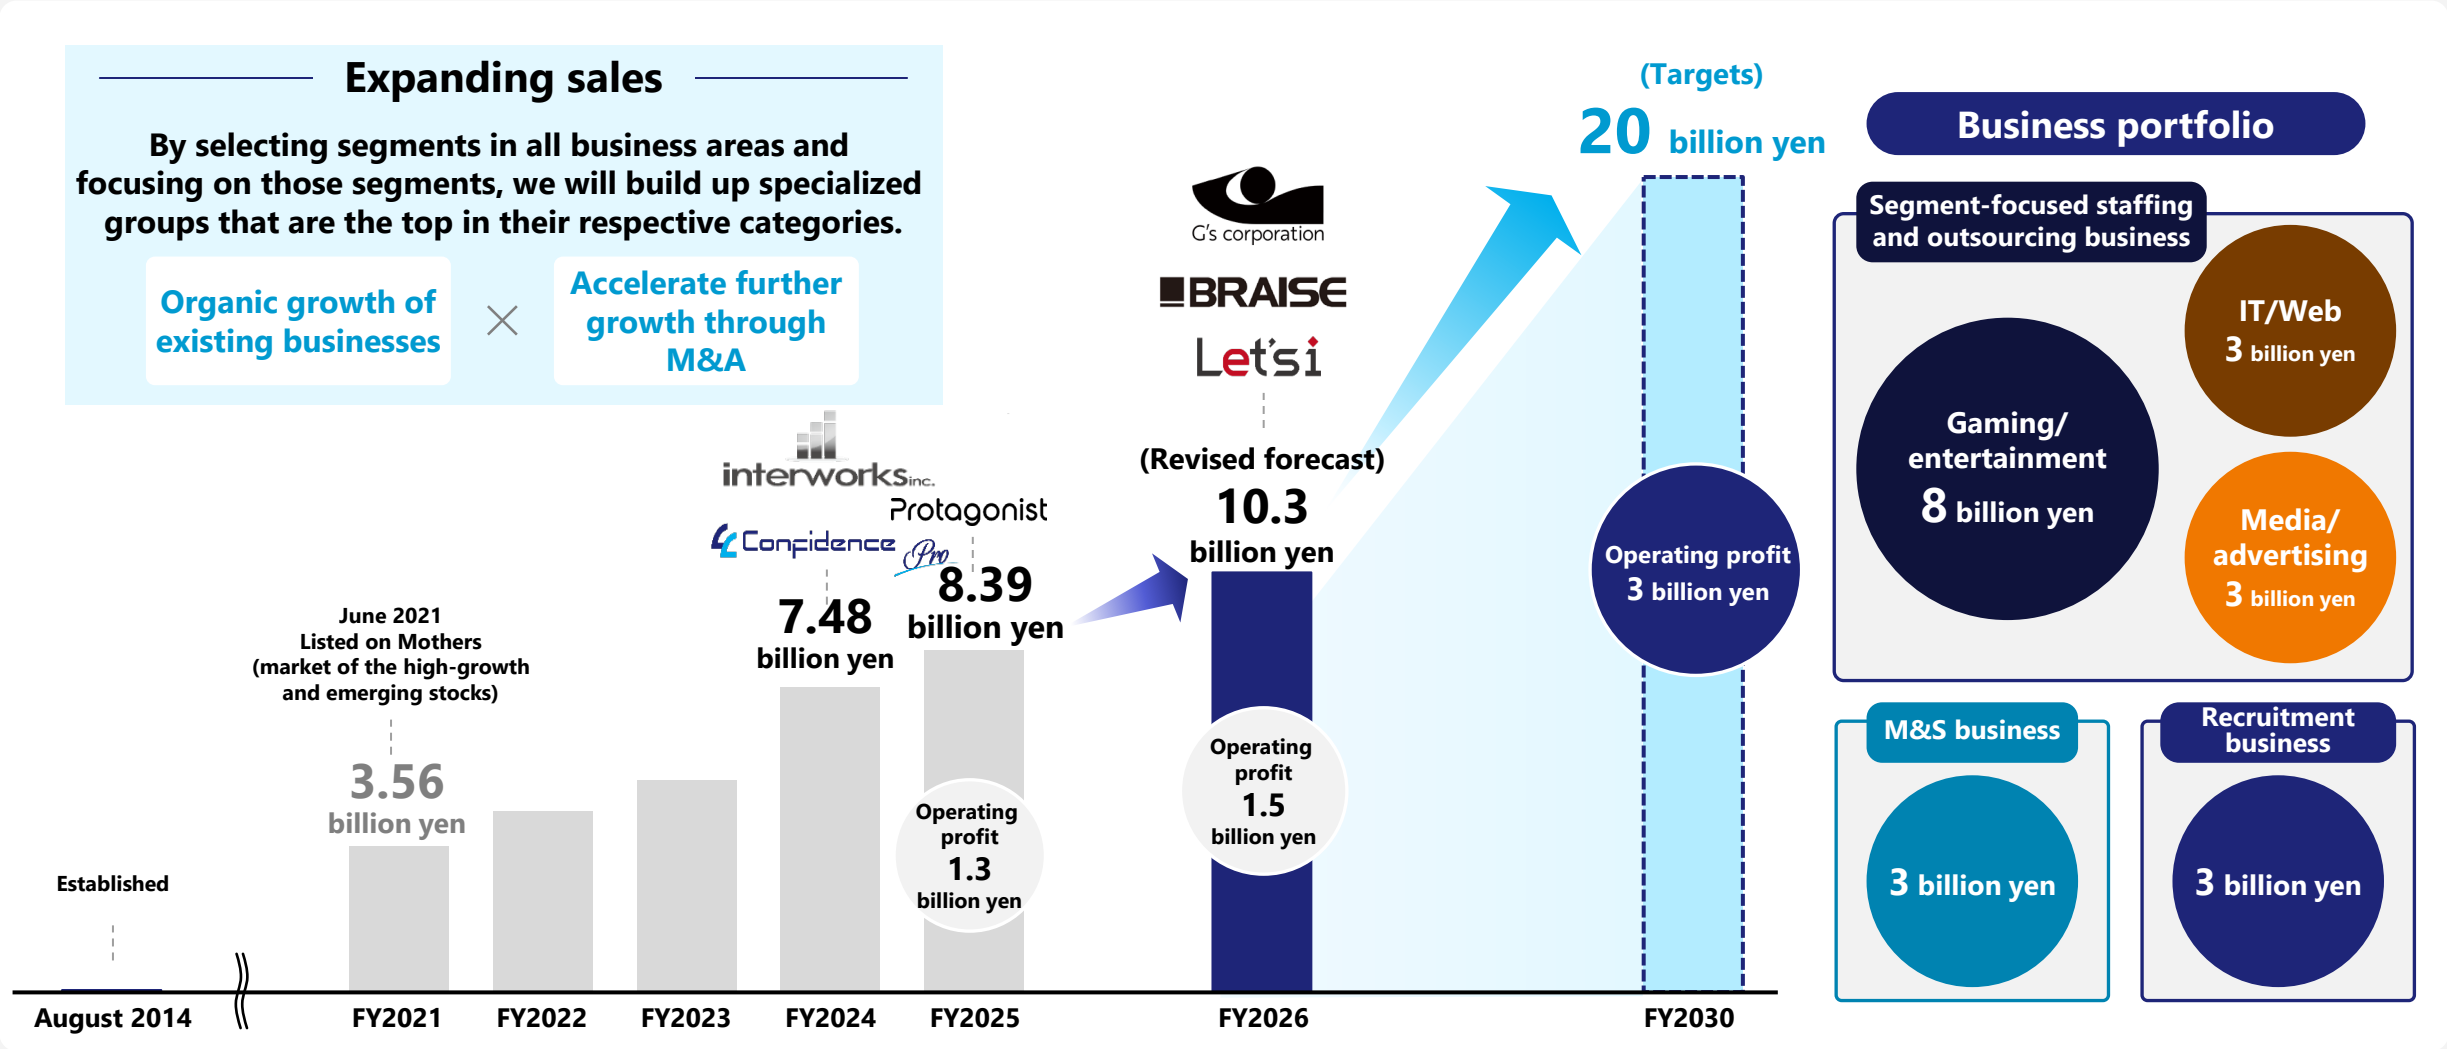 Expanding sales
By selecting segments in all business areas and
focusing on those segments, we will build up specialized
groups that are the top in their respective categories.
Organic growth of
existing businesses
×
Accelerate further
growth through
M&A
Established
August 2014
June 2021
Listed on Mothers
(market of the high-growth
and emerging stocks)
3.56
billion yen
FY2021
FY2022
FY2023
interworks inc.
Confidence Pro
7.48
billion yen
FY2024
Protagonist
8.39
billion yen
Operating
profit
1.3
billion yen
FY2025
G's corporation
BRAISE
Let'si
(Revised forecast)
10.3
billion yen
Operating
profit
1.5
billion yen
FY2026
(Targets)
20 billion yen
Operating profit
3 billion yen
FY2030
Business portfolio
Segment-focused staffing
and outsourcing business
Gaming/
entertainment
8 billion yen
IT/Web
3 billion yen
Media/
advertising
3 billion yen
M&S business
3 billion yen
Recruitment
business
3 billion yen